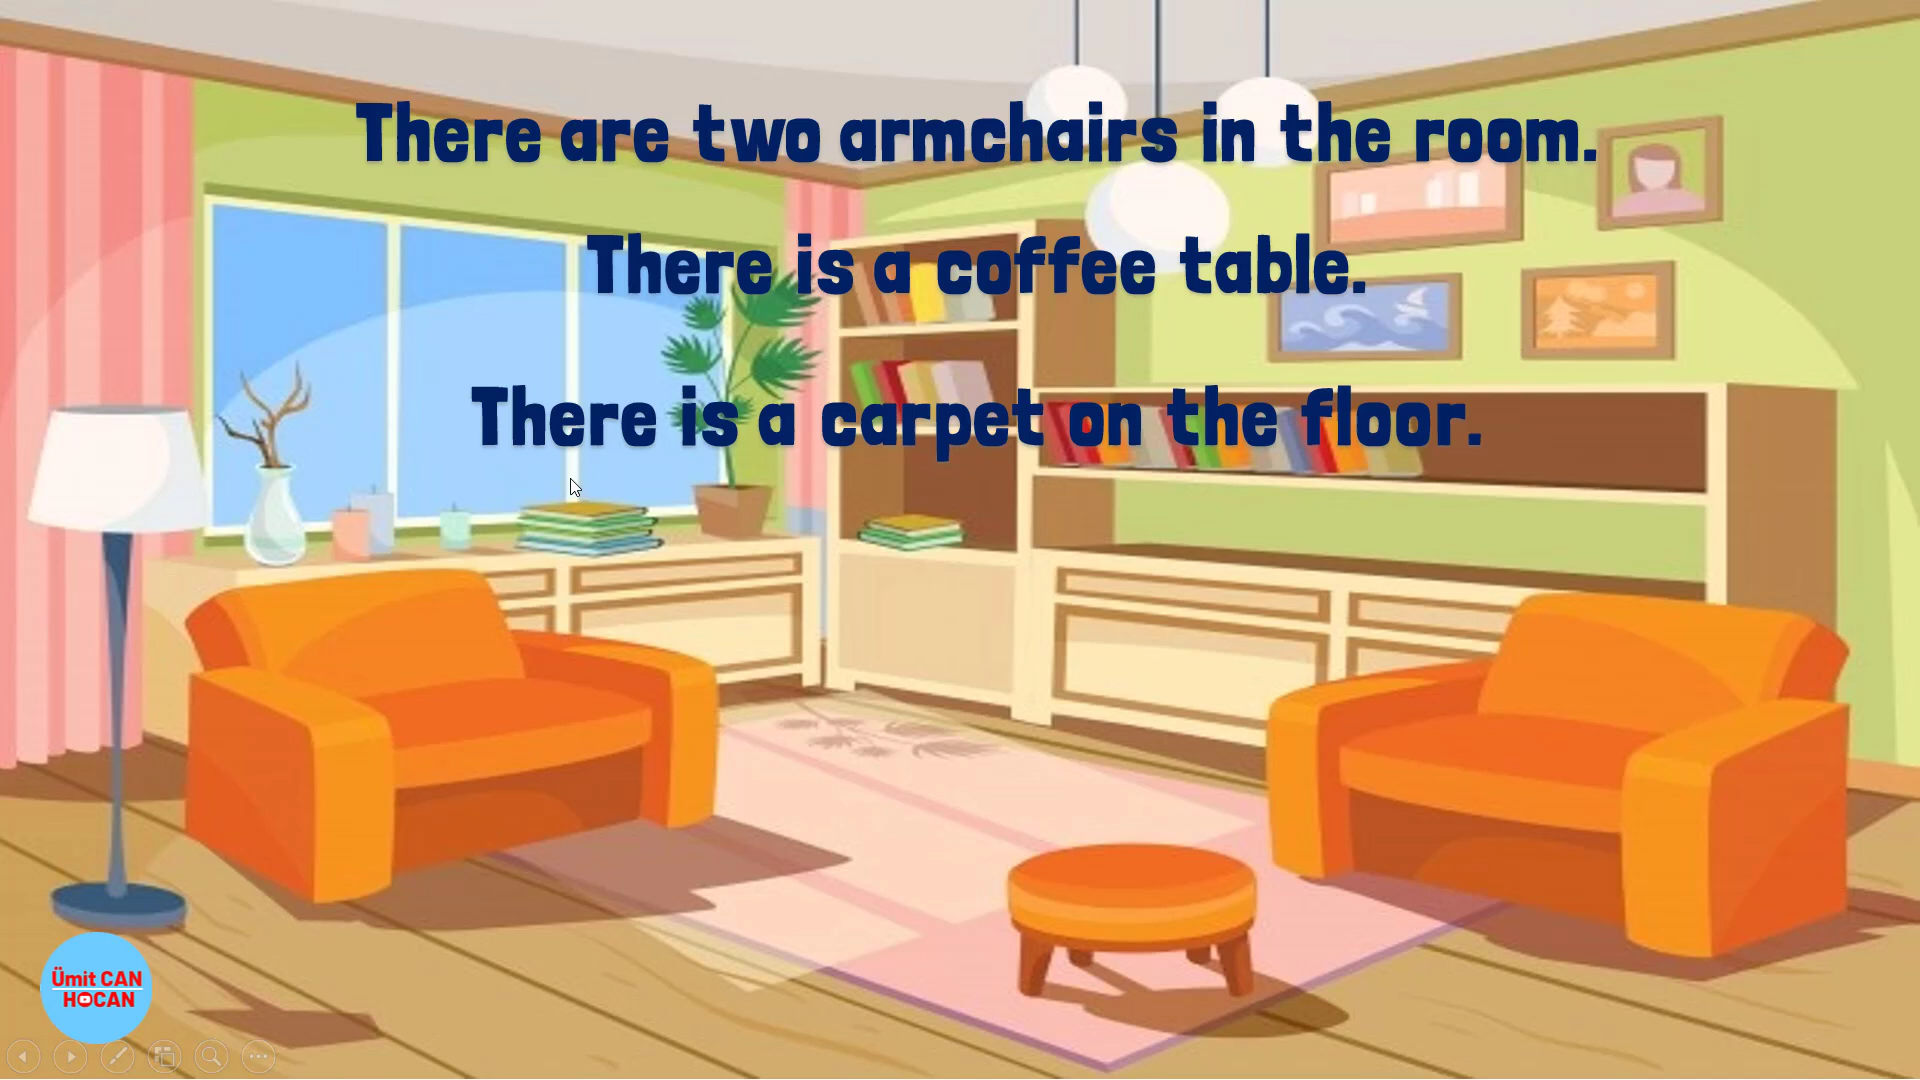 There are two armchairs in the room.
There is a coffee table.
There is a carpet on the floor.
Ümit CAN
HOCAN